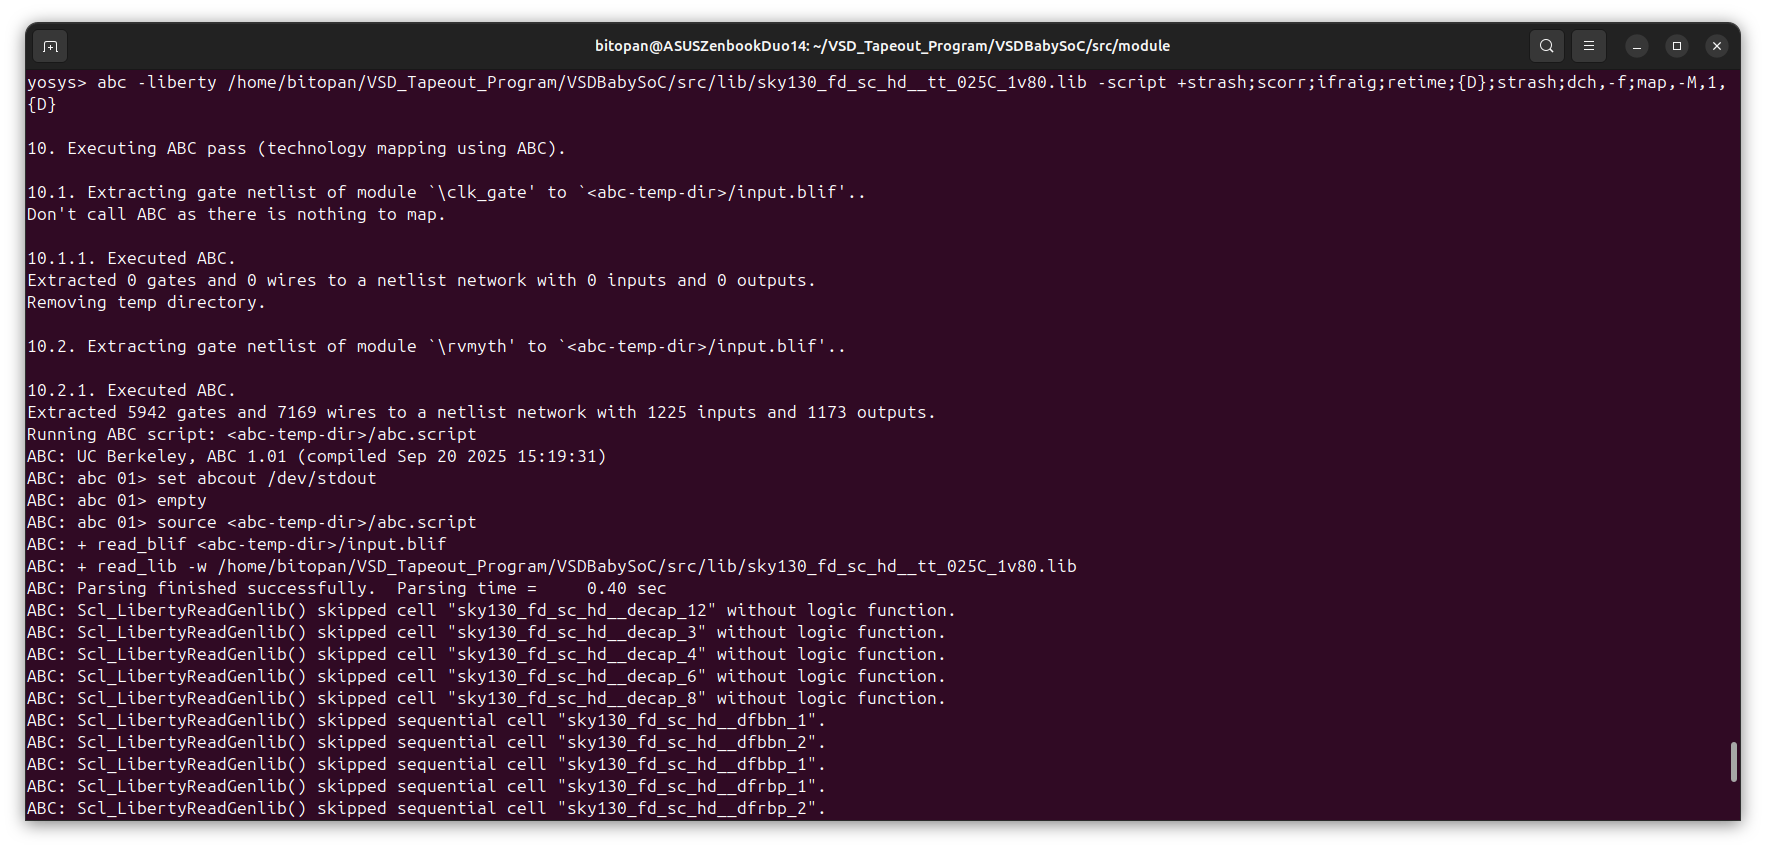 bitopan@ASUSZenbookDuo14: ~/VSD_Tapeout_Program/VSDBabySoC/src/module
yosys> abc -liberty /home/bitopan/VSD_Tapeout_Program/VSDBabySoC/src/lib/sky130_fd_sc_hd__tt_025C_1v80.lib -script +strash;scorr;ifraig;retime;{D};strash;dch,-f;map,-M,1,
{D}
10. Executing ABC pass (technology mapping using ABC).
10.1. Extracting gate netlist of module `\clk_gate' to `<abc-temp-dir>/input.blif'..
Don't call ABC as there is nothing to map.
10.1.1. Executed ABC.
Extracted 0 gates and 0 wires to a netlist network with 0 inputs and 0 outputs.
Removing temp directory.
10.2. Extracting gate netlist of module `\rvmyth' to `<abc-temp-dir>/input.blif'..
10.2.1. Executed ABC.
Extracted 5942 gates and 7169 wires to a netlist network with 1225 inputs and 1173 outputs.
Running ABC script: <abc-temp-dir>/abc.script
ABC: UC Berkeley, ABC 1.01 (compiled Sep 20 2025 15:19:31)
ABC: abc 01> set abcout /dev/stdout
ABC: abc 01> empty
ABC: abc 01> source <abc-temp-dir>/abc.script
ABC: + read_blif <abc-temp-dir>/input.blif
ABC: + read_lib -w /home/bitopan/VSD_Tapeout_Program/VSDBabySoC/src/lib/sky130_fd_sc_hd__tt_025C_1v80.lib
ABC: Parsing finished successfully.  Parsing time =     0.40 sec
ABC: Scl_LibertyReadGenlib() skipped cell "sky130_fd_sc_hd__decap_12" without logic function.
ABC: Scl_LibertyReadGenlib() skipped cell "sky130_fd_sc_hd__decap_3" without logic function.
ABC: Scl_LibertyReadGenlib() skipped cell "sky130_fd_sc_hd__decap_4" without logic function.
ABC: Scl_LibertyReadGenlib() skipped cell "sky130_fd_sc_hd__decap_6" without logic function.
ABC: Scl_LibertyReadGenlib() skipped cell "sky130_fd_sc_hd__decap_8" without logic function.
ABC: Scl_LibertyReadGenlib() skipped sequential cell "sky130_fd_sc_hd__dfbbn_1".
ABC: Scl_LibertyReadGenlib() skipped sequential cell "sky130_fd_sc_hd__dfbbn_2".
ABC: Scl_LibertyReadGenlib() skipped sequential cell "sky130_fd_sc_hd__dfbbp_1".
ABC: Scl_LibertyReadGenlib() skipped sequential cell "sky130_fd_sc_hd__dfrbp_1".
ABC: Scl_LibertyReadGenlib() skipped sequential cell "sky130_fd_sc_hd__dfrbp_2".